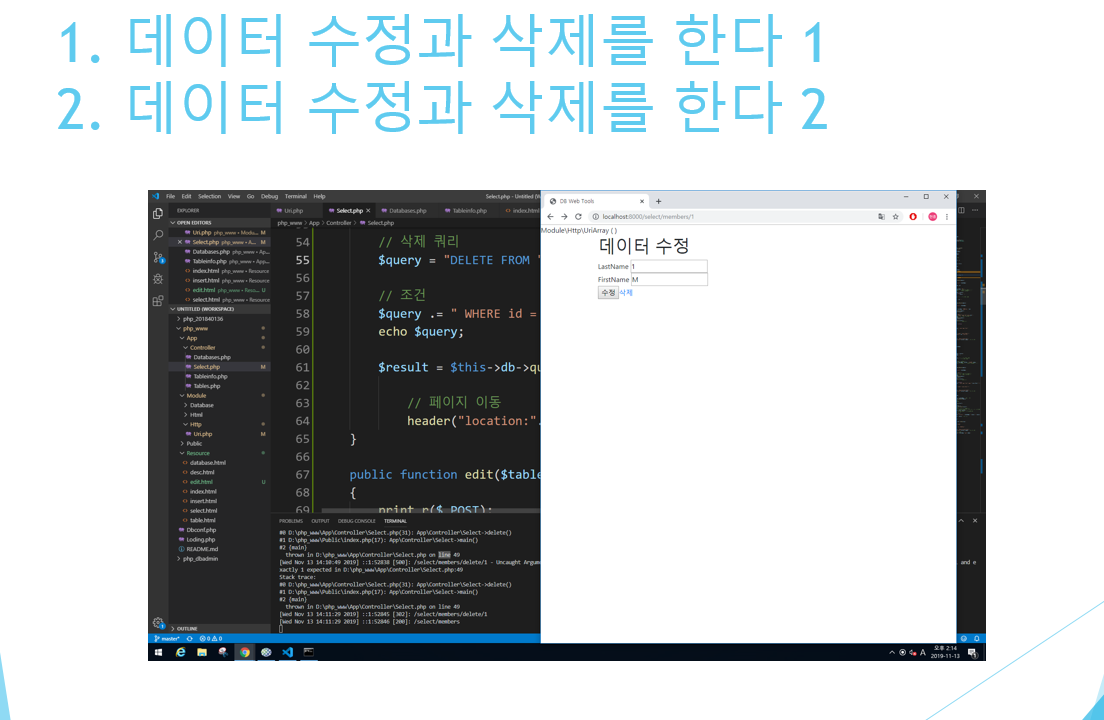 1. 데이터 수정과 삭제를 한다 1
2. 데이터 수정과 삭제를 한다 2
File Edit Selection View Go Debug Terminal Help
Select.php - Untitled (W
EXPLORER
OPEN EDITORS
Uri.php php_www • Modu... M
Select.php php_www • A... M
Databases.php php_www • Ap...
Tableinfo.php php_www • App...
index.html php_www • Resource
insert.html php_www • Resource
edit.html php_www • Reso... U
select.html php_www • Resource
UNTITLED (WORKSPACE)
php_201840136
php_www
App
Controller
Databases.php
Select.php M
Tableinfo.php
Tables.php
Module
Database
Html
Http
Uri.php M
Public
Resource
database.html
desc.html
edit.html U
index.html
insert.html
select.html
table.html
Dbconf.php
Loding.php
README.md
php_dbadmin
OUTLINE
Uri.php Select.php Databases.php Tableinfo.php index.html
php_www > App > Controller > Select.php
54 // 삭제 쿼리
55 $query = "DELETE FROM "
56
57 // 조건
58 $query .= " WHERE id =
59 echo $query;
60
61 $result = $this->db->qu
62
63 // 페이지 이동
64 header("location:".
65 }
66
67 public function edit($table
68 {
69 print_r($_POST);
PROBLEMS OUTPUT DEBUG CONSOLE TERMINAL
#0 D:\php_www\App\Controller\Select.php(31): App\Controller\Select->delete()
#1 D:\php_www\Public\index.php(17): App\Controller\Select->main()
#2 {main}
thrown in D:\php_www\App\Controller\Select.php on line 49
[Wed Nov 13 14:10:49 2019] ::1:52838 [500]: /select/members/delete/1 - Uncaught Argum
xactly 1 expected in D:\php_www\App\Controller\Select.php:49
Stack trace:
#0 D:\php_www\App\Controller\Select.php(31): App\Controller\Select->delete()
#1 D:\php_www\Public\index.php(17): App\Controller\Select->main()
#2 {main}
thrown in D:\php_www\App\Controller\Select.php on line 49
[Wed Nov 13 14:11:29 2019] ::1:52845 [302]: /select/members/delete/1
[Wed Nov 13 14:11:29 2019] ::1:52846 [200]: /select/members
master* 0 0 0
DB Web Tools
localhost:8000/select/members/1
Module\Http\UriArray ( )
데이터 수정
LastName 1
FirstName M
수정 삭제
and e
A 오후 2:14
2019-11-13